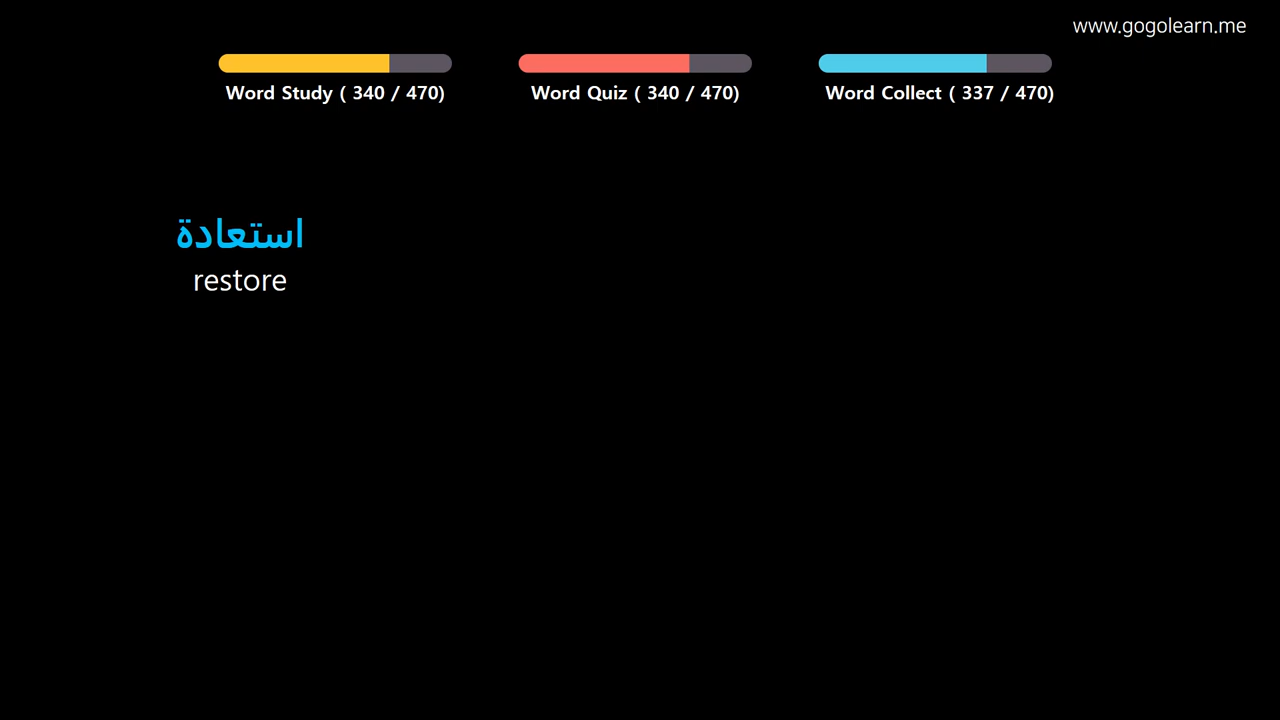 www.gogolearn.me
Word Study ( 340 / 470)
Word Quiz ( 340 / 470)
Word Collect ( 337 / 470)
استعادة
restore